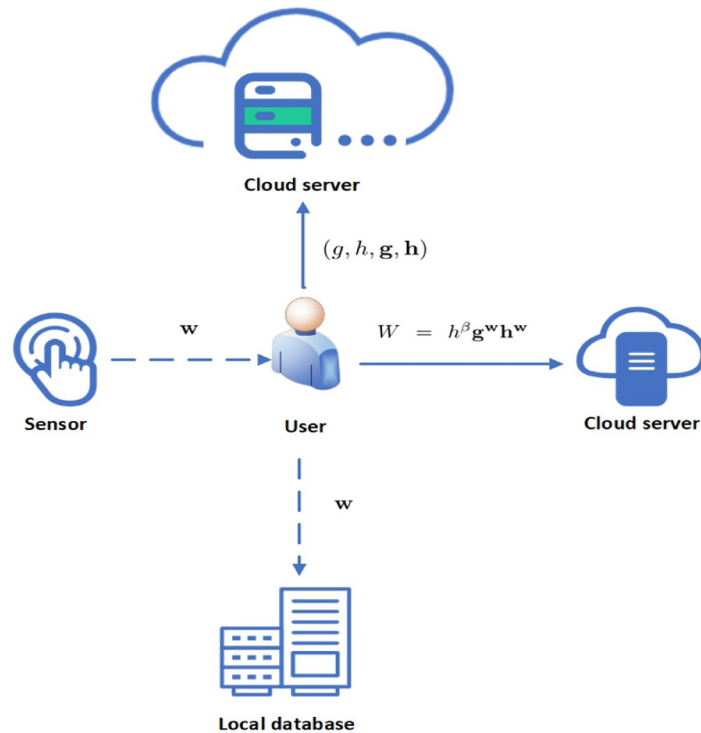 Cloud server
(g, h, 𝐠, 𝐡)
𝐰
W = h^β 𝐠^𝐰 𝐡^𝐰
Sensor
User
Cloud server
𝐰
Local database